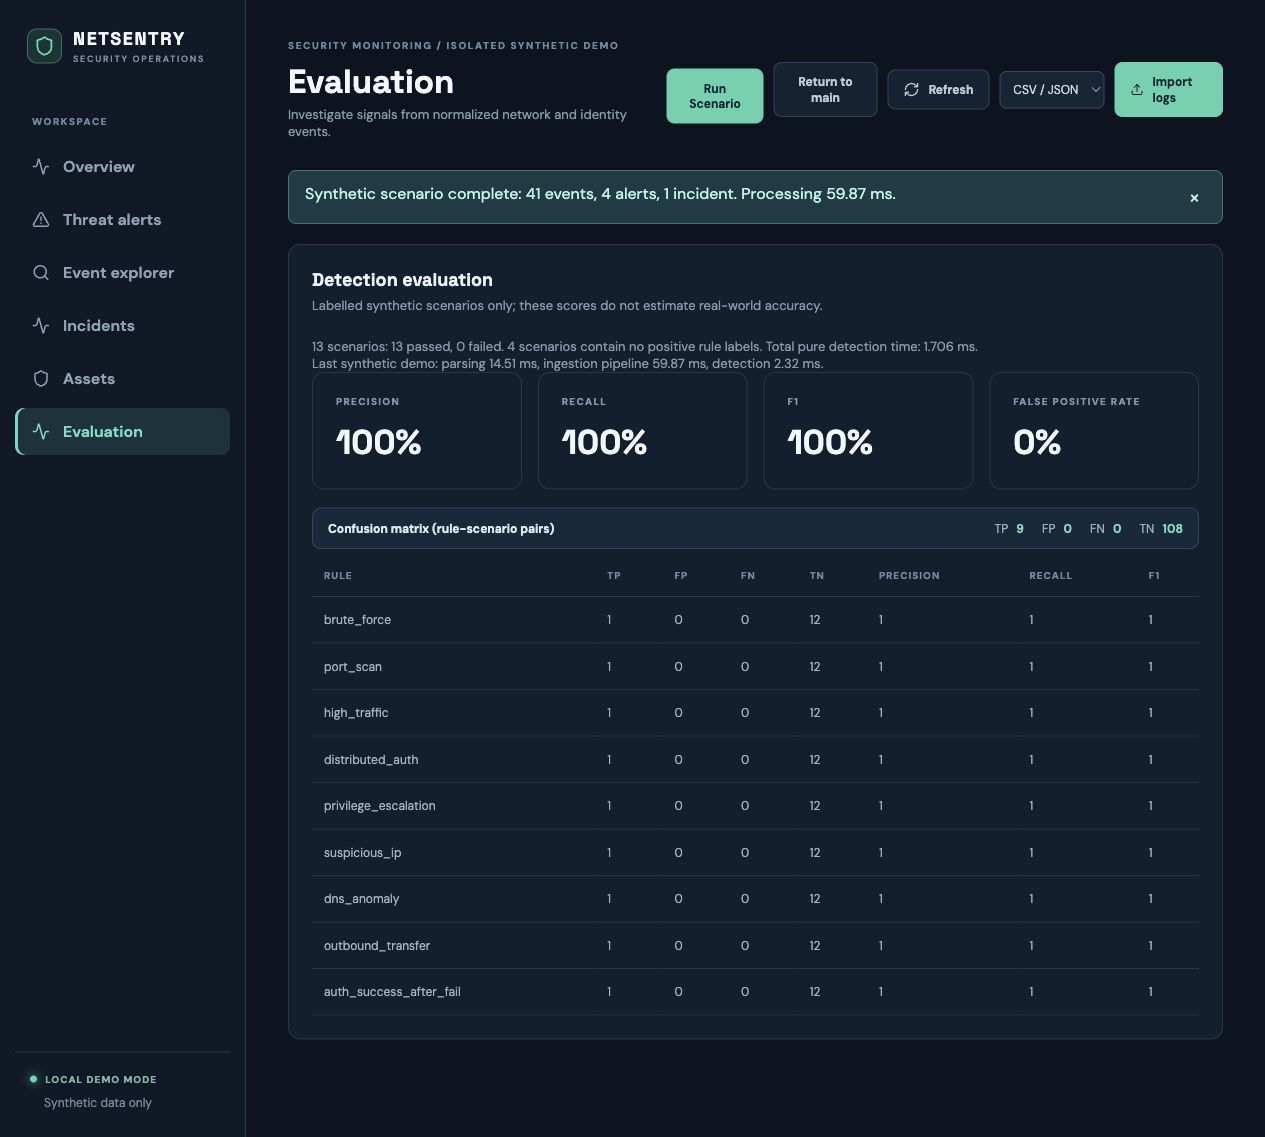 NETSENTRY
SECURITY OPERATIONS
WORKSPACE
Overview
Threat alerts
Event explorer
Incidents
Assets
Evaluation
LOCAL DEMO MODE
Synthetic data only
SECURITY MONITORING / ISOLATED SYNTHETIC DEMO
Evaluation
Investigate signals from normalized network and identity
events.
Run
Scenario
Return to
main
Refresh
CSV / JSON
Import
logs
Synthetic scenario complete: 41 events, 4 alerts, 1 incident. Processing 59.87 ms.
×
Detection evaluation
Labelled synthetic scenarios only; these scores do not estimate real-world accuracy.
13 scenarios: 13 passed, 0 failed. 4 scenarios contain no positive rule labels. Total pure detection time: 1.706 ms.
Last synthetic demo: parsing 14.51 ms, ingestion pipeline 59.87 ms, detection 2.32 ms.
PRECISION
100%
RECALL
100%
F1
100%
FALSE POSITIVE RATE
0%
Confusion matrix (rule-scenario pairs) TP 9 FP 0 FN 0 TN 108
RULE TP FP FN TN PRECISION RECALL F1
brute_force 1 0 0 12 1 1 1
port_scan 1 0 0 12 1 1 1
high_traffic 1 0 0 12 1 1 1
distributed_auth 1 0 0 12 1 1 1
privilege_escalation 1 0 0 12 1 1 1
suspicious_ip 1 0 0 12 1 1 1
dns_anomaly 1 0 0 12 1 1 1
outbound_transfer 1 0 0 12 1 1 1
auth_success_after_fail 1 0 0 12 1 1 1